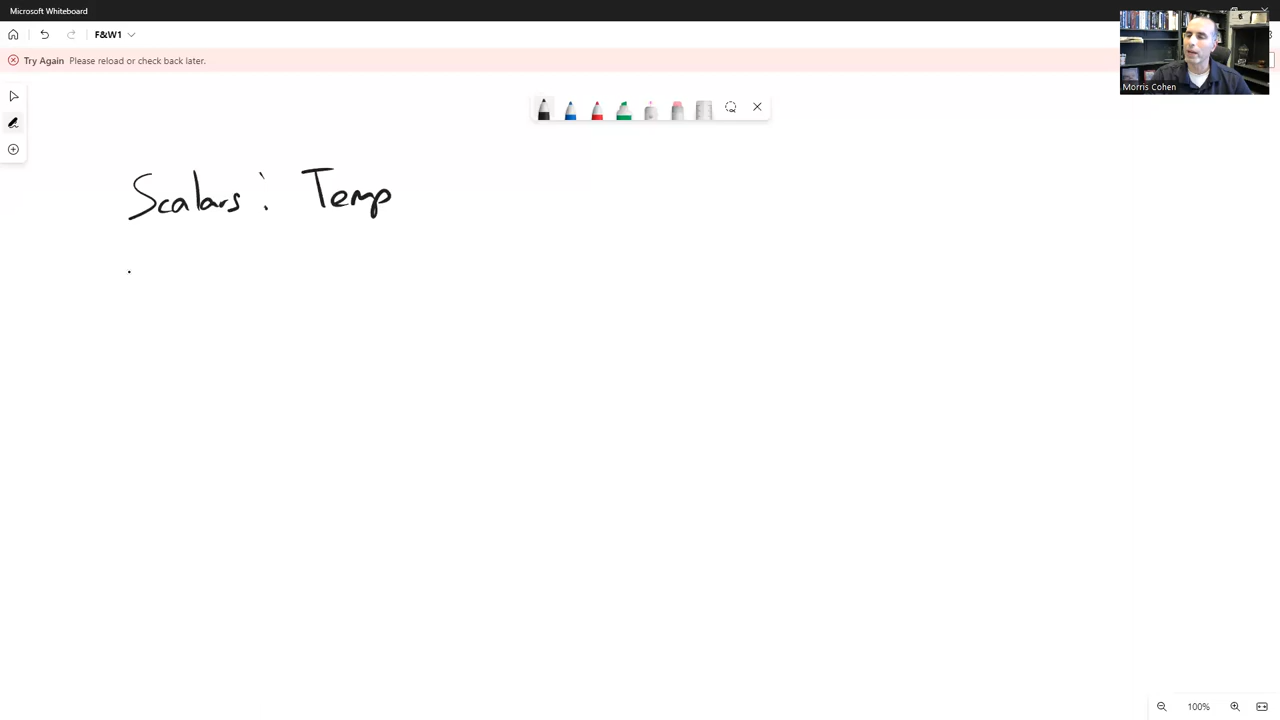 Microsoft Whiteboard
F&W1
Try Again Please reload or check back later.
Morris Cohen
Scalars: Temp
100%